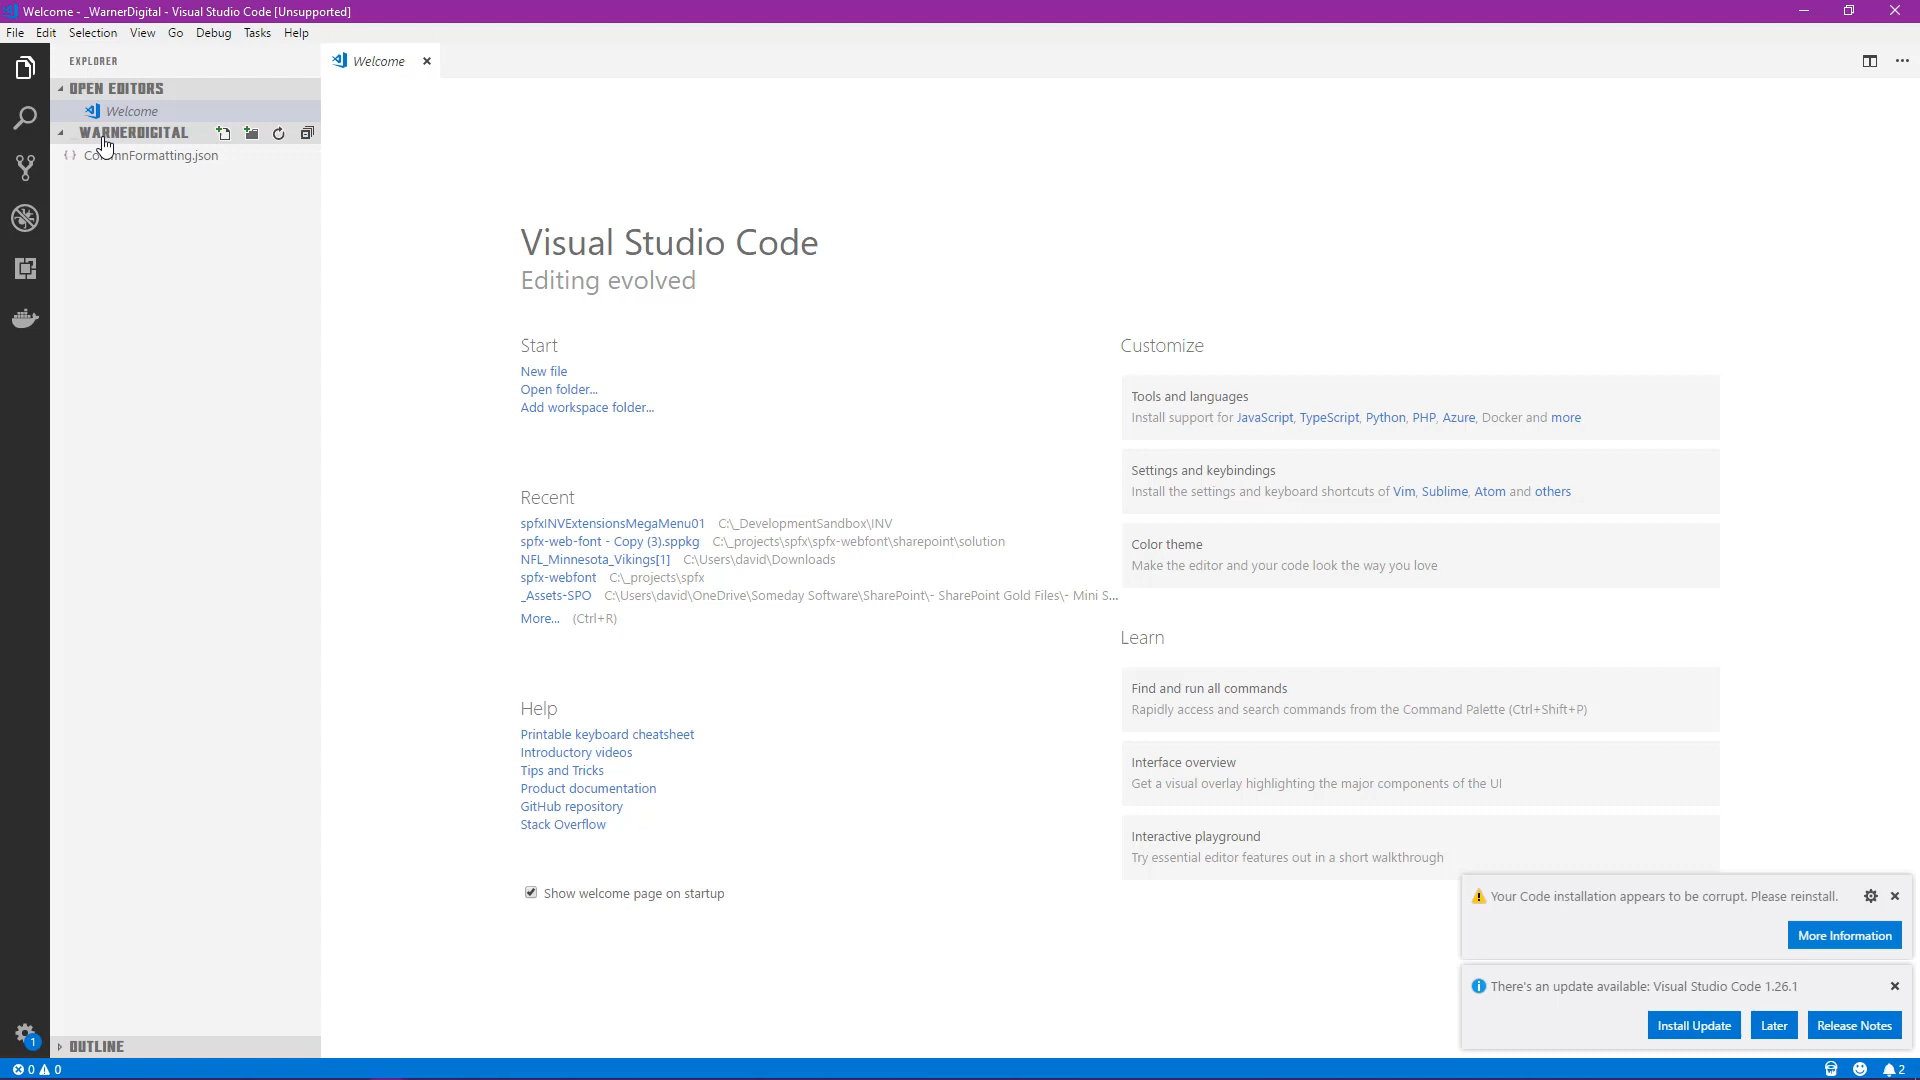 Welcome - _WarnerDigital - Visual Studio Code [Unsupported]
File Edit Selection View Go Debug Tasks Help
EXPLORER
OPEN EDITORS
Welcome
WARNERDIGITAL
ColumnFormatting.json
OUTLINE
Welcome
Visual Studio Code
Editing evolved
Start
New file
Open folder...
Add workspace folder...
Recent
spfxINVExtensionsMegaMenu01 C:\_DevelopmentSandbox\INV
spfx-web-font - Copy (3).sppkg C:\_projects\spfx\spfx-webfont\sharepoint\solution
NFL_Minnesota_Vikings[1] C:\Users\david\Downloads
spfx-webfont C:\_projects\spfx
_Assets-SPO C:\Users\david\OneDrive\Someday Software\SharePoint\- SharePoint Gold Files\- Mini S...
More... (Ctrl+R)
Help
Printable keyboard cheatsheet
Introductory videos
Tips and Tricks
Product documentation
GitHub repository
Stack Overflow
Show welcome page on startup
Customize
Tools and languages
Install support for JavaScript, TypeScript, Python, PHP, Azure, Docker and more
Settings and keybindings
Install the settings and keyboard shortcuts of Vim, Sublime, Atom and others
Color theme
Make the editor and your code look the way you love
Learn
Find and run all commands
Rapidly access and search commands from the Command Palette (Ctrl+Shift+P)
Interface overview
Get a visual overlay highlighting the major components of the UI
Interactive playground
Try essential editor features out in a short walkthrough
Your Code installation appears to be corrupt. Please reinstall.
More Information
There's an update available: Visual Studio Code 1.26.1
Install Update Later Release Notes
1
0 0
2